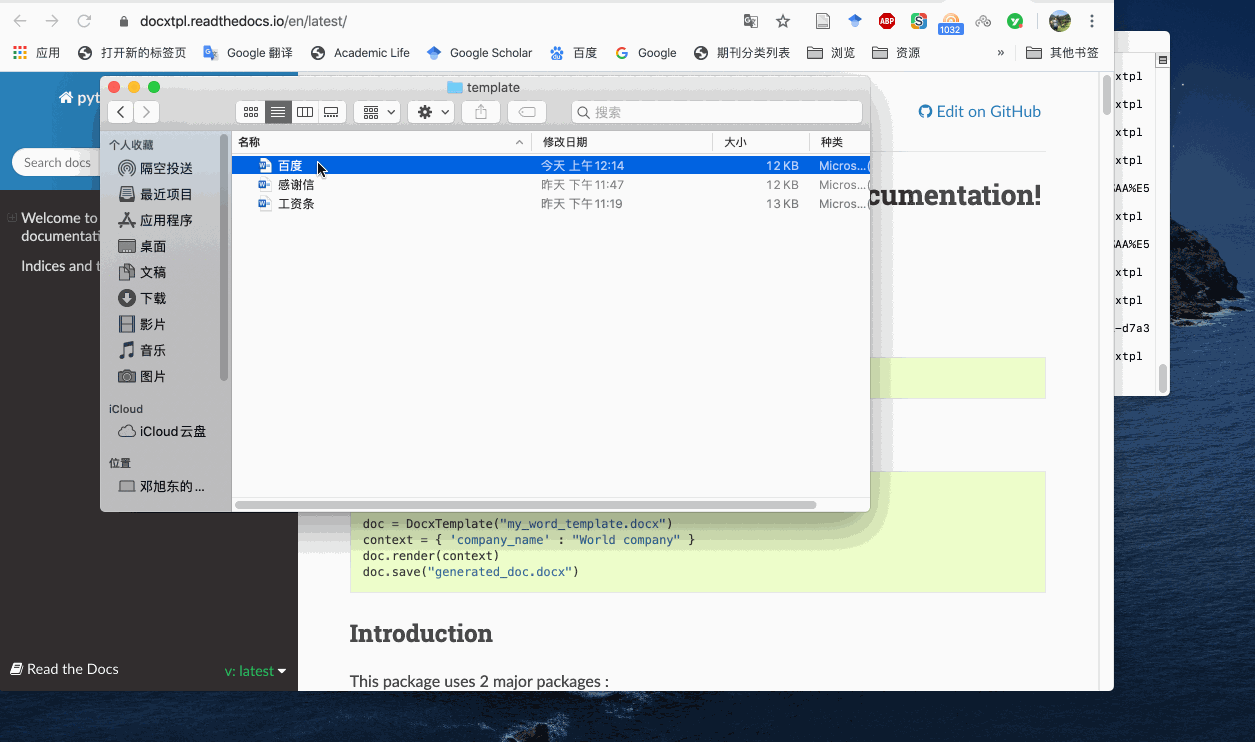 docxtpl.readthedocs.io/en/latest/
ABP
1032
应用
打开新的标签页
Google 翻译
Academic Life
Google Scholar
百度
Google
期刊分类列表
浏览
资源
»
其他书签
pyt
Search docs
Welcome to
documentati
Indices and t
Read the Docs
v: latest
template
搜索
个人收藏
隔空投送
最近项目
应用程序
桌面
文稿
下载
影片
音乐
图片
iCloud
iCloud云盘
位置
邓旭东的 ...
名称 修改日期 大小 种类
百度 今天 上午12:14 12 KB Micros...(
感谢信 昨天 下午11:47 12 KB Micros...(
工资条 昨天 下午11:19 13 KB Micros...(
Edit on GitHub
cumentation!
doc = DocxTemplate("my_word_template.docx")
context = { 'company_name' : "World company" }
doc.render(context)
doc.save("generated_doc.docx")
Introduction
This package uses 2 major packages :
xtpl
xtpl
xtpl
xtpl
AA%E5
xtpl
AA%E5
xtpl
xtpl
-d7a3
xtpl